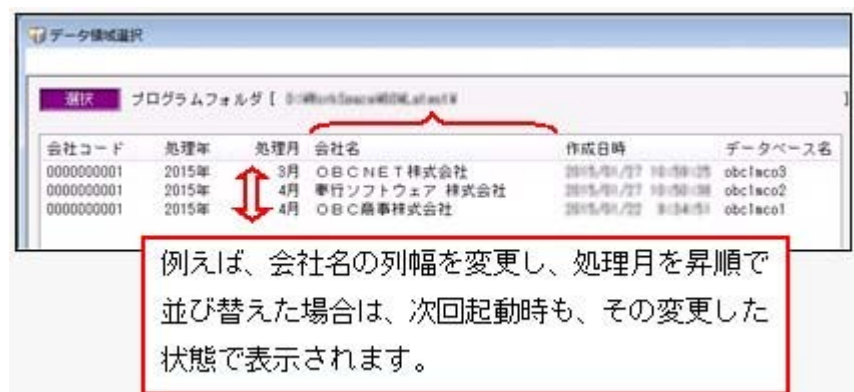 データ領域選択
選択 プログラムフォルダ [ ]
会社コード 処理年 処理月 会社名 作成日時 データベース名
0000000001 2015年 3月 OBCNET株式会社 obc1mco3
0000000001 2015年 4月 奉行ソフトウェア 株式会社 obc1mco2
0000000001 2015年 4月 OBC商事株式会社 obc1mco1
例えば、会社名の列幅を変更し、処理月を昇順で
並び替えた場合は、次回起動時も、その変更した
状態で表示されます。